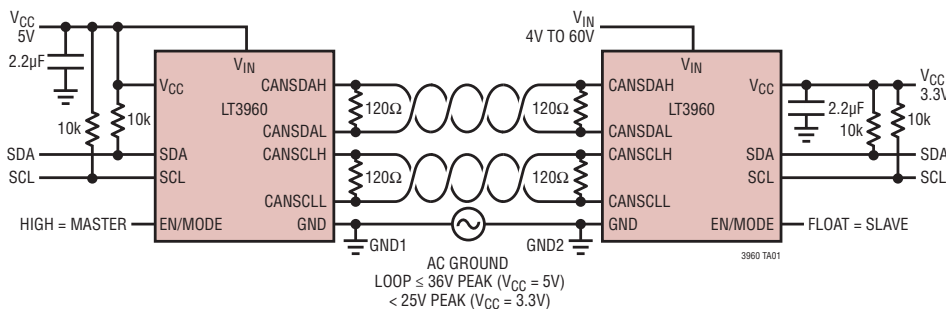 VCC
5V
2.2µF
10k
10k
SDA
SCL
HIGH = MASTER
VIN
VCC
LT3960
SDA
SCL
EN/MODE
CANSDAH
CANSDAL
CANSCLH
CANSCLL
GND
120Ω
120Ω
120Ω
120Ω
GND1
GND2
AC GROUND
LOOP ≤ 36V PEAK (VCC = 5V)
< 25V PEAK (VCC = 3.3V)
VIN
4V TO 60V
VIN
CANSDAH
LT3960
CANSDAL
CANSCLH
CANSCLL
GND
VCC
SDA
SCL
EN/MODE
VCC
3.3V
2.2µF
10k
10k
SDA
SCL
FLOAT = SLAVE
3960 TA01